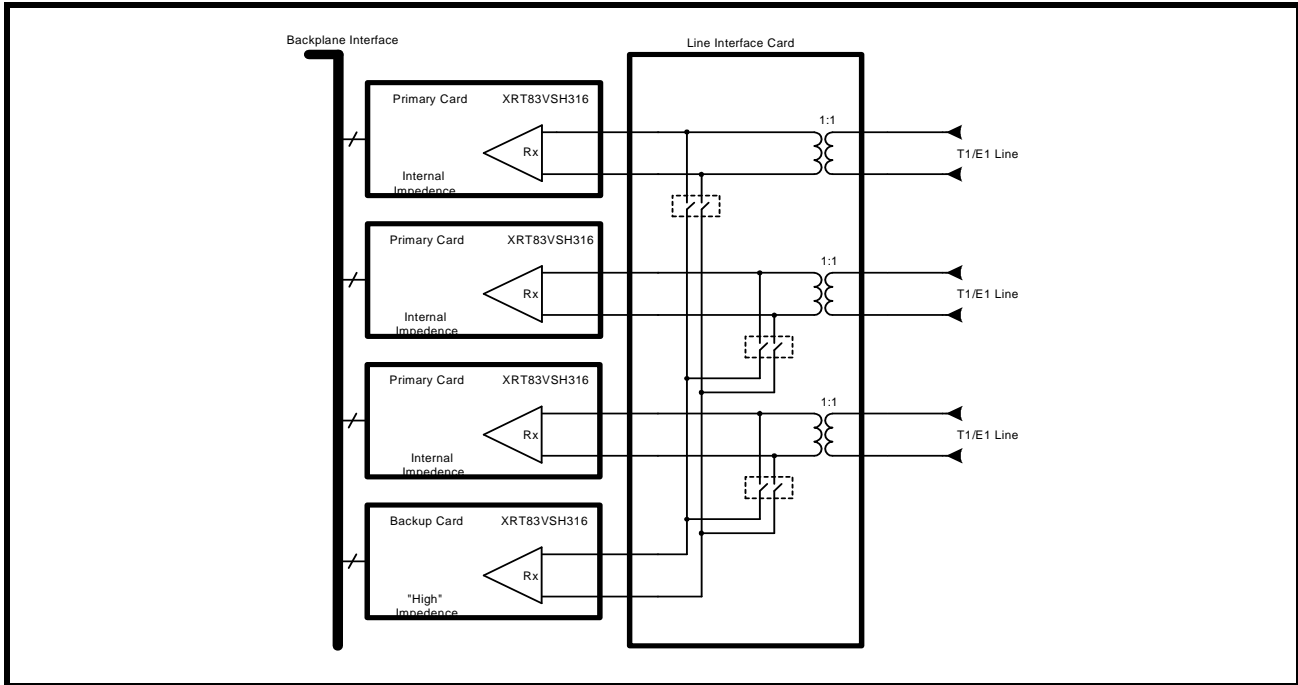 Backplane Interface
Line Interface Card
Primary Card XRT83VSH316
Rx
Internal
Impedence
1:1
T1/E1 Line
Primary Card XRT83VSH316
Rx
Internal
Impedence
1:1
T1/E1 Line
Primary Card XRT83VSH316
Rx
Internal
Impedence
1:1
T1/E1 Line
Backup Card XRT83VSH316
Rx
"High"
Impedence